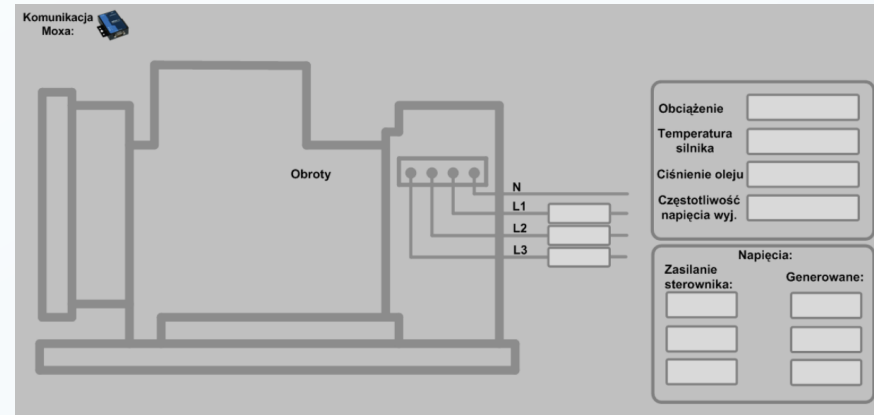 Komunikacja
Moxa:
Obroty
N
L1
L2
L3
Obciążenie
Temperatura
silnika
Ciśnienie oleju
Częstotliwość
napięcia wyj.
Napięcia:
Zasilanie
sterownika:
Generowane: